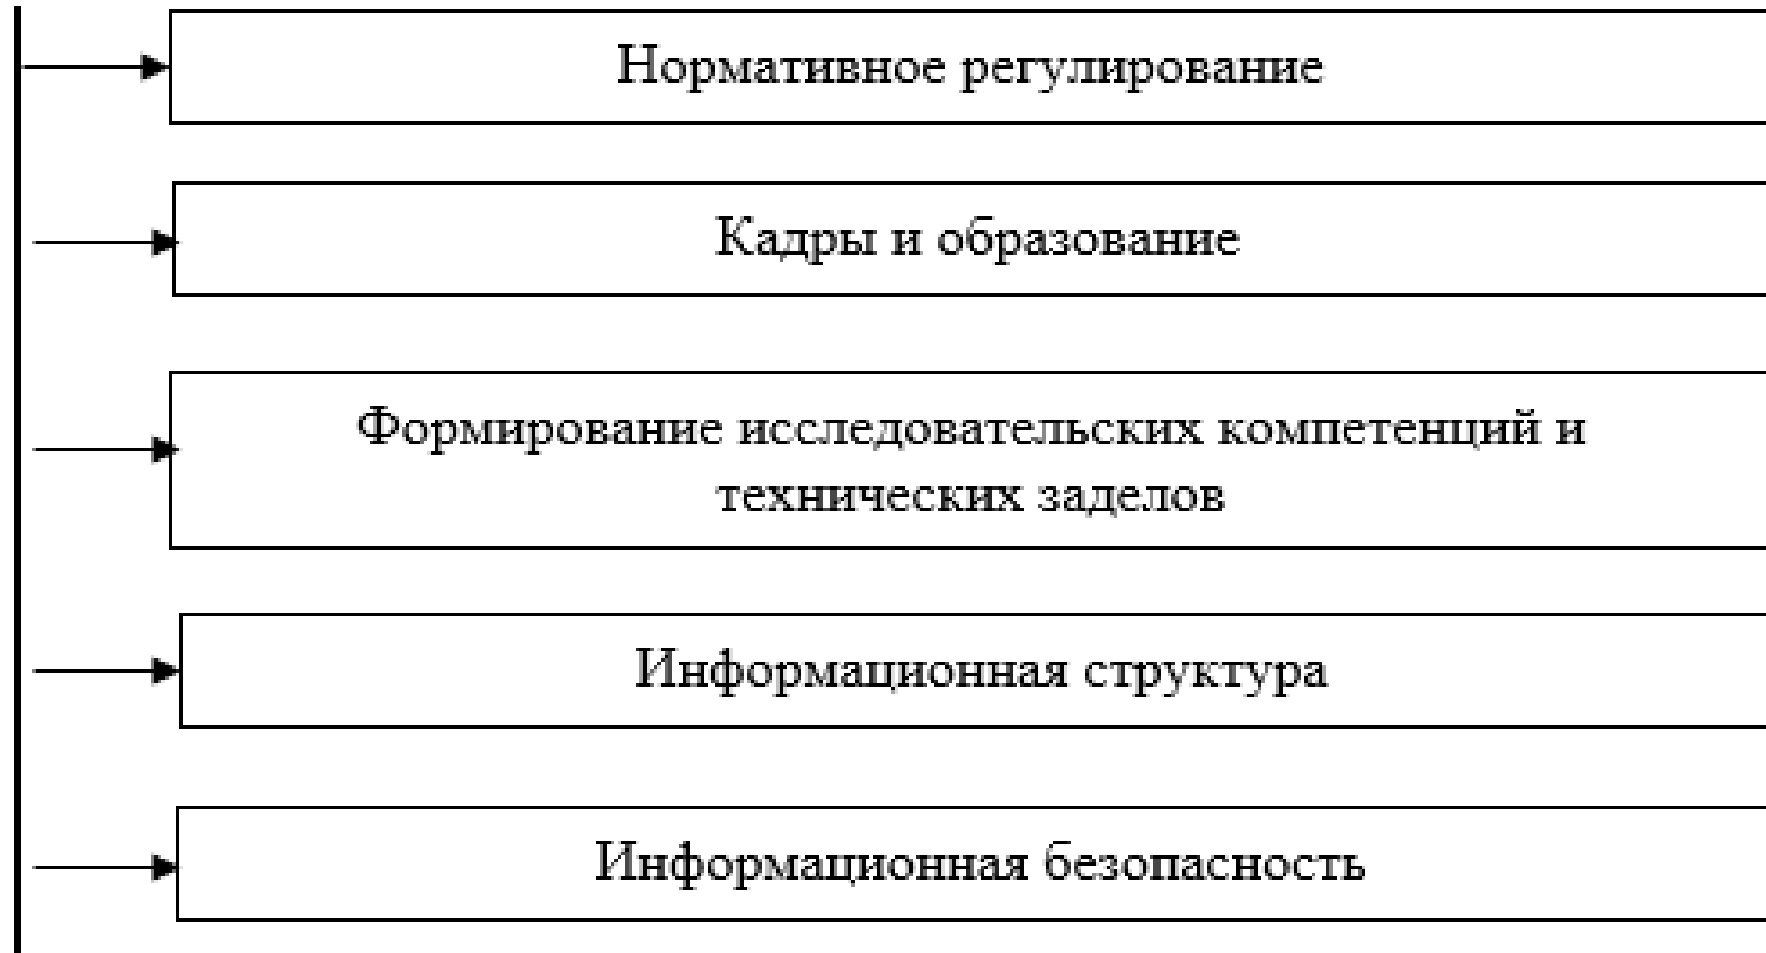 Нормативное регулирование
Кадры и образование
Формирование исследовательских компетенций и
технических заделов
Информационная структура
Информационная безопасность